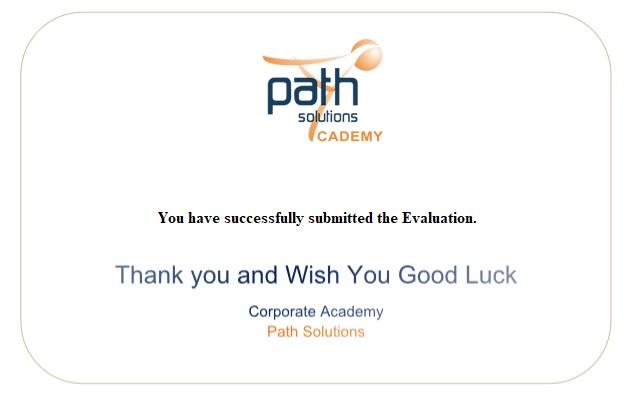 path
solutions
CADEMY
You have successfully submitted the Evaluation.
Thank you and Wish You Good Luck
Corporate Academy
Path Solutions